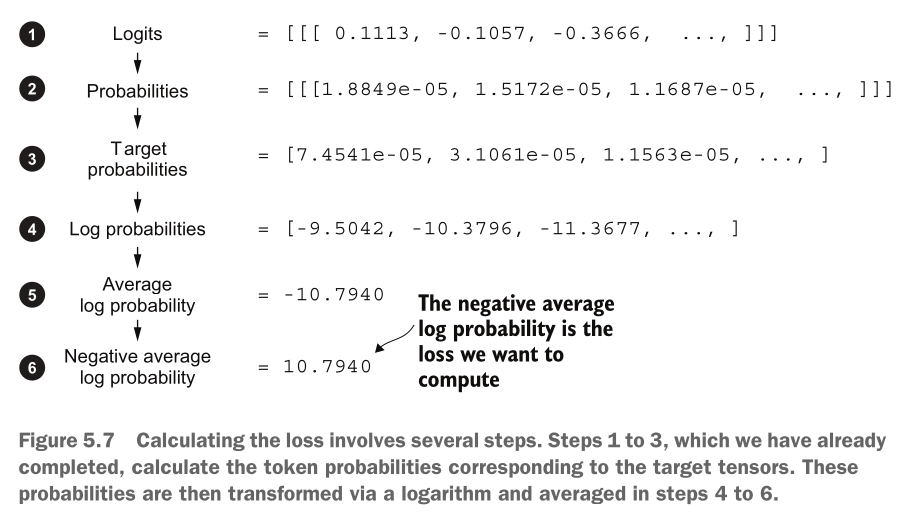 1 Logits = [[[ 0.1113, -0.1057, -0.3666, ..., ]]]
2 Probabilities = [[[1.8849e-05, 1.5172e-05, 1.1687e-05, ..., ]]]
3 Target
probabilities = [7.4541e-05, 3.1061e-05, 1.1563e-05, ..., ]
4 Log probabilities = [-9.5042, -10.3796, -11.3677, ..., ]
5 Average
log probability = -10.7940
6 Negative average
log probability = 10.7940
The negative average
log probability is the
loss we want to
compute
Figure 5.7 Calculating the loss involves several steps. Steps 1 to 3, which we have already
completed, calculate the token probabilities corresponding to the target tensors. These
probabilities are then transformed via a logarithm and averaged in steps 4 to 6.